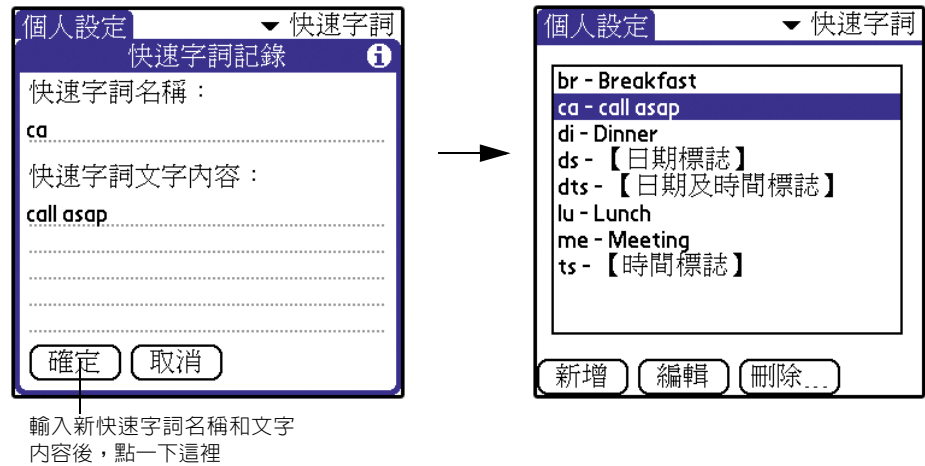 個人設定
▼ 快速字詞
快速字詞記錄
快速字詞名稱：
ca
快速字詞文字內容：
call asap
確定
取消
輸入新快速字詞名稱和文字
內容後，點一下這裡
個人設定
▼ 快速字詞
br - Breakfast
ca - call asap
di - Dinner
ds - 【日期標誌】
dts - 【日期及時間標誌】
lu - Lunch
me - Meeting
ts - 【時間標誌】
新增
編輯
刪除...